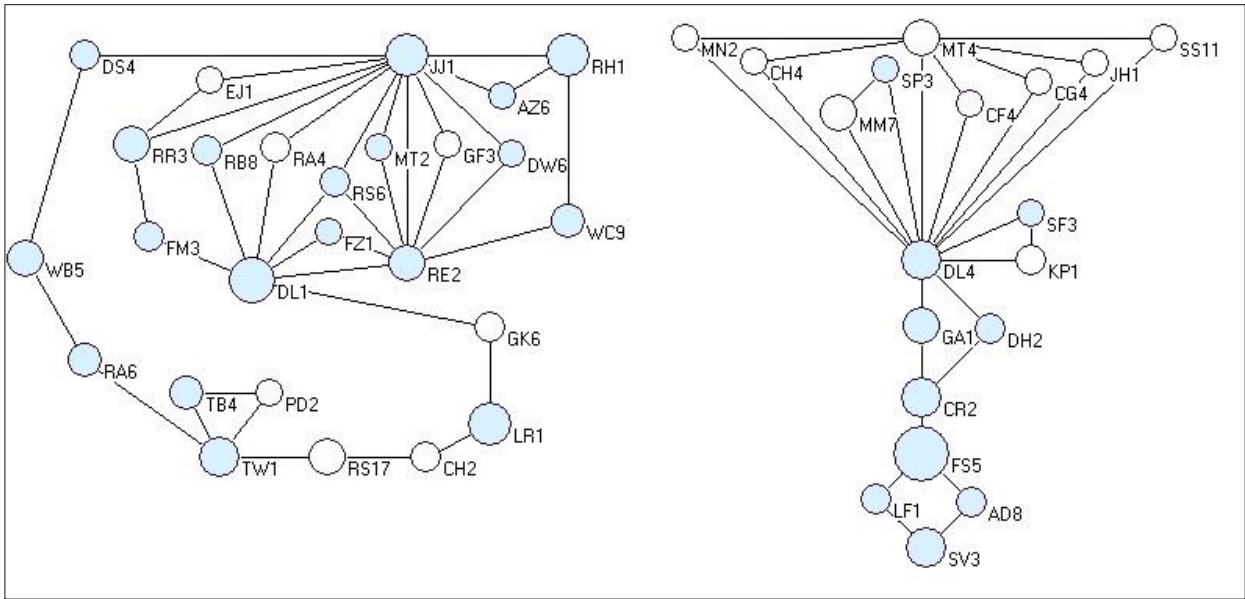 DS4
JJ1
RH1
EJ1
AZ6
RR3
RB8
RA4
MT2
GF3
DW6
RS6
FM3
FZ1
WC9
WB5
DL1
RE2
GK6
RA6
TB4
PD2
LR1
TW1
RS17
CH2
MN2
MT4
SS11
CH4
SP3
JH1
CG4
MM7
CF4
SF3
DL4
KP1
GA1
DH2
CR2
FS5
LF1
AD8
SV3